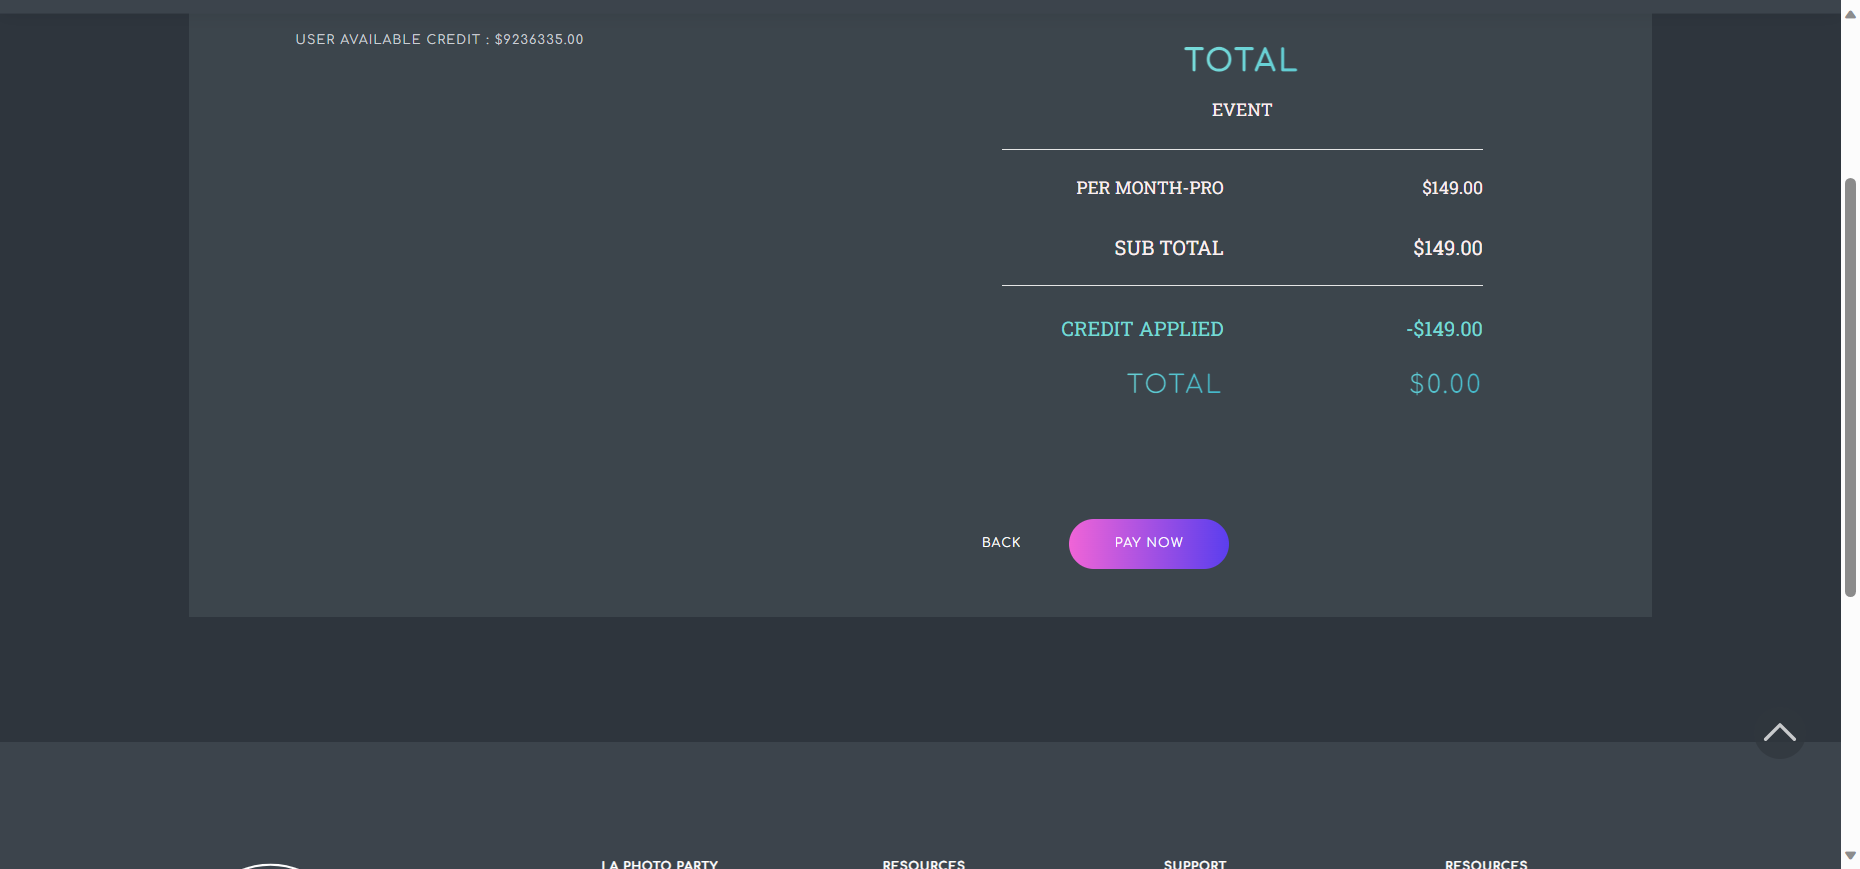 USER AVAILABLE CREDIT : $9236335.00
TOTAL
EVENT
PER MONTH-PRO $149.00
SUB TOTAL $149.00
CREDIT APPLIED -$149.00
TOTAL $0.00
BACK PAY NOW
LA PHOTO PARTY RESOURCES SUPPORT RESOURCES